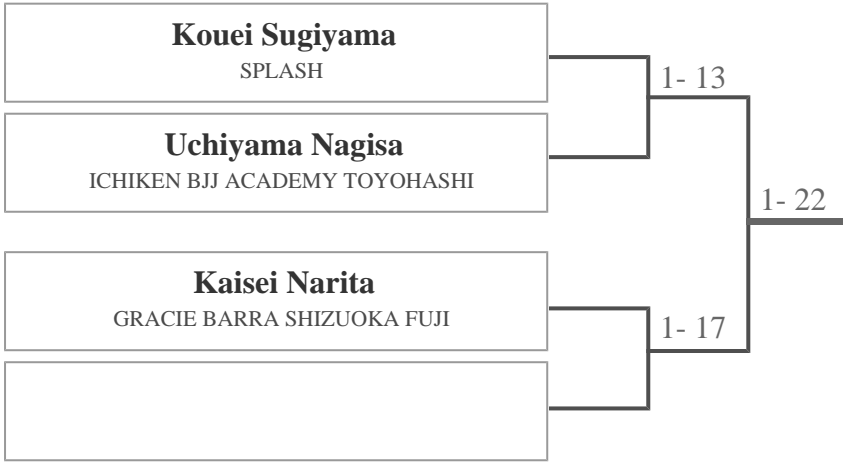 Kouei Sugiyama
SPLASH
1- 13
Uchiyama Nagisa
ICHIKEN BJJ ACADEMY TOYOHASHI
1- 22
Kaisei Narita
GRACIE BARRA SHIZUOKA FUJI
1- 17